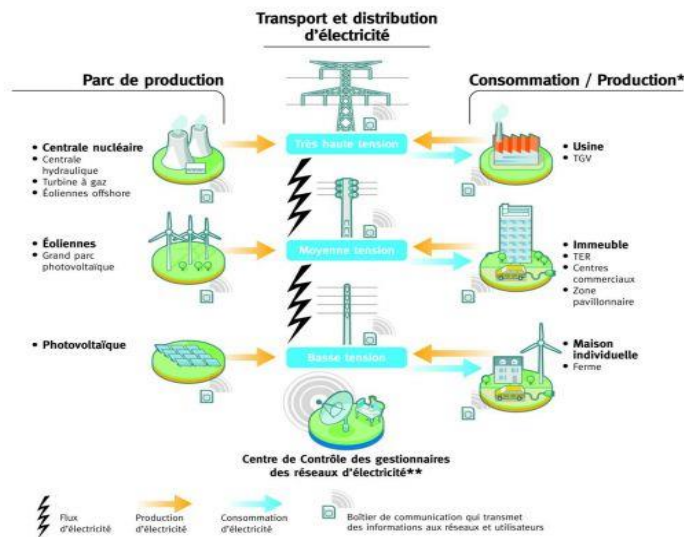 Transport et distribution
d'électricité
Parc de production
Consommation / Production*
• Centrale nucléaire
• Centrale
hydraulique
• Turbine à gaz
• Éoliennes offshore
Très haute tension
• Usine
• TGV
• Éoliennes
• Grand parc
photovoltaïque
Moyenne tension
• Immeuble
• TER
• Centres
commerciaux
• Zone
pavillonnaire
• Photovoltaïque
Basse tension
• Maison
individuelle
• Ferme
Centre de Contrôle des gestionnaires
des réseaux d'électricité**
Flux
d'électricité
Production
d'électricité
Consommation
d'électricité
Boîtier de communication qui transmet
des informations aux réseaux et utilisateurs